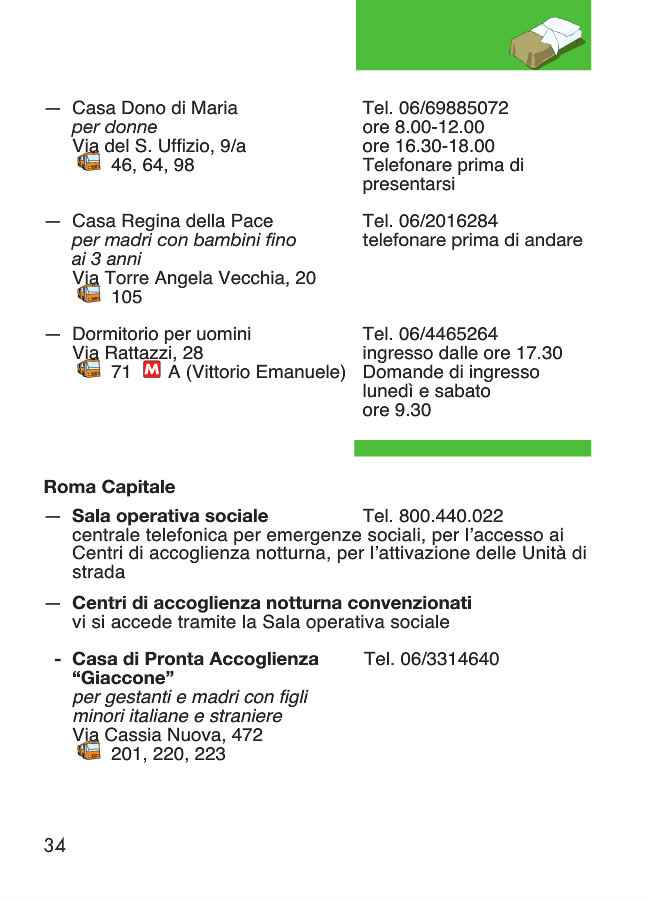 — Casa Dono di Maria
per donne
Via del S. Uffizio, 9/a
46, 64, 98
Tel. 06/69885072
ore 8.00-12.00
ore 16.30-18.00
Telefonare prima di
presentarsi
— Casa Regina della Pace
per madri con bambini fino
ai 3 anni
Via Torre Angela Vecchia, 20
105
Tel. 06/2016284
telefonare prima di andare
— Dormitorio per uomini
Via Rattazzi, 28
71 M A (Vittorio Emanuele)
Tel. 06/4465264
ingresso dalle ore 17.30
Domande di ingresso
lunedì e sabato
ore 9.30
Roma Capitale
— Sala operativa sociale Tel. 800.440.022
centrale telefonica per emergenze sociali, per l’accesso ai
Centri di accoglienza notturna, per l’attivazione delle Unità di
strada
— Centri di accoglienza notturna convenzionati
vi si accede tramite la Sala operativa sociale
- Casa di Pronta Accoglienza Tel. 06/3314640
“Giaccone”
per gestanti e madri con figli
minori italiane e straniere
Via Cassia Nuova, 472
201, 220, 223
34